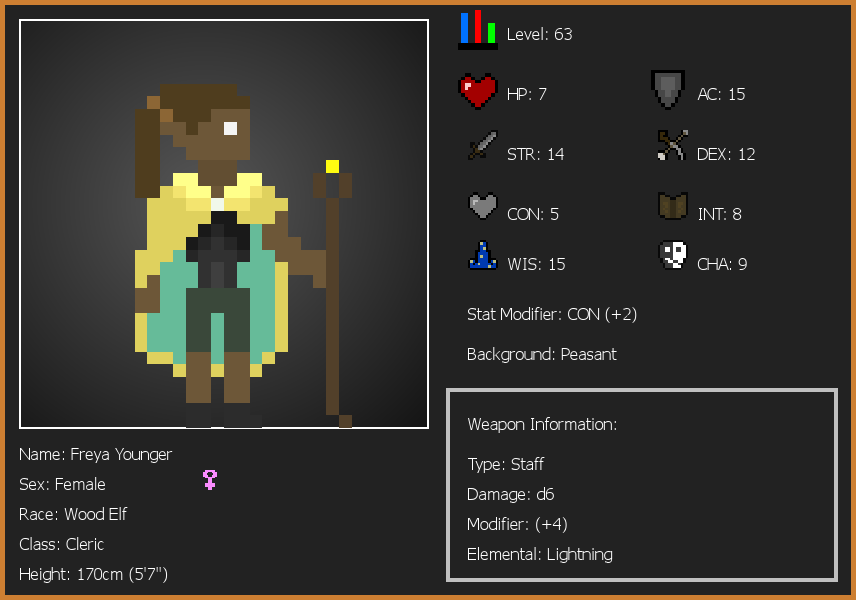 Level: 63
HP: 7
AC: 15
STR: 14
DEX: 12
CON: 5
INT: 8
WIS: 15
CHA: 9
Stat Modifier: CON (+2)
Background: Peasant
Weapon Information:
Type: Staff
Damage: d6
Modifier: (+4)
Elemental: Lightning
Name: Freya Younger
Sex: Female
Race: Wood Elf
Class: Cleric
Height: 170cm (5'7")